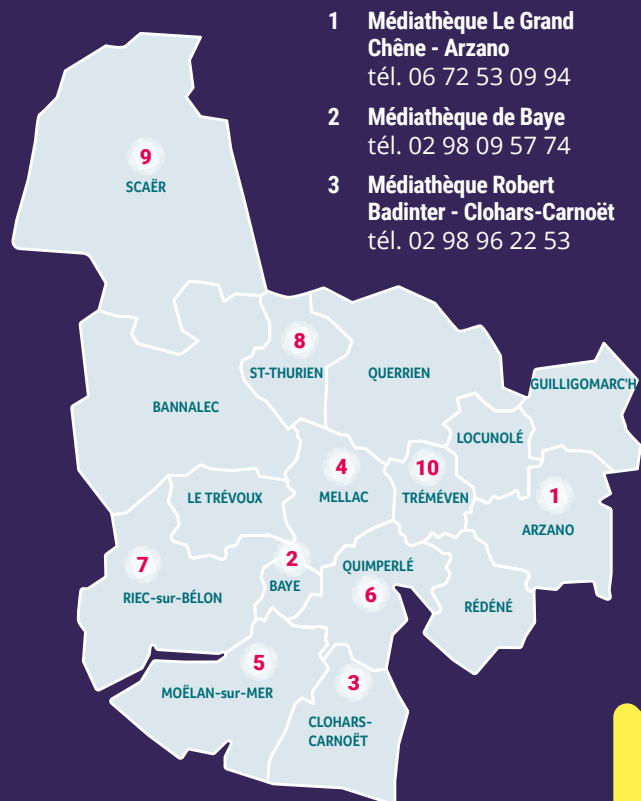 1 Médiathèque Le Grand
Chêne - Arzano
tél. 06 72 53 09 94
2 Médiathèque de Baye
tél. 02 98 09 57 74
3 Médiathèque Robert
Badinter - Clohars-Carnoët
tél. 02 98 96 22 53
9
SCAËR
8
ST-THURIEN
QUERRIEN
GUILLIGOMARC'H
BANNALEC
LOCUNOLÉ
4
MELLAC
10
TRÉMÉVEN
1
ARZANO
LE TRÉVOUX
7
RIEC-sur-BÉLON
2
BAYE
QUIMPERLÉ
6
RÉDÉNÉ
5
MOËLAN-sur-MER
3
CLOHARS-
CARNOËT